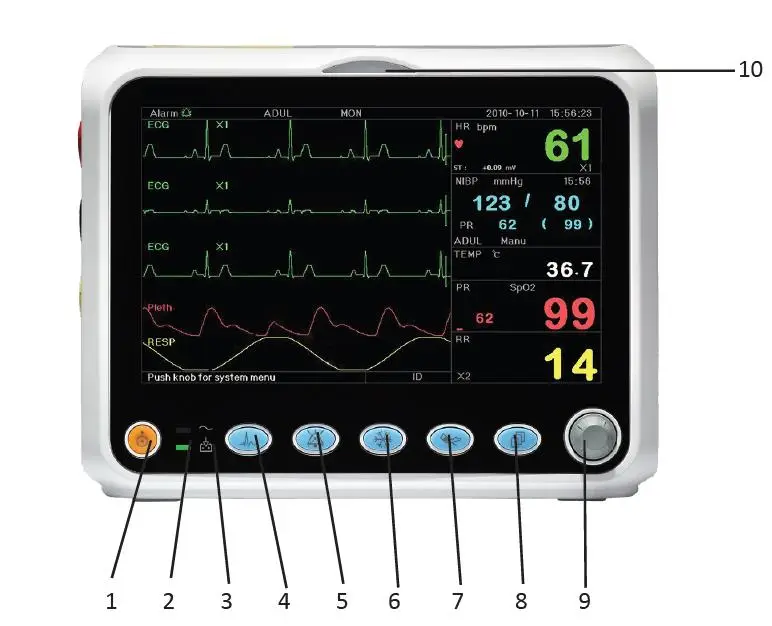 10
Alarm ADUL MON 2010-10-11 15:56:23
ECG X1
HR bpm
61
ST: +0.09 mV X1
ECG X1
NIBP mmHg 15:56
123 / 80
PR 62 ( 99)
ADUL Manu
ECG X1
TEMP °C
36.7
Pleth
PR SpO2
62 99
RESP
RR
14
X2
Push knob for system menu ID
1 2 3 4 5 6 7 8 9